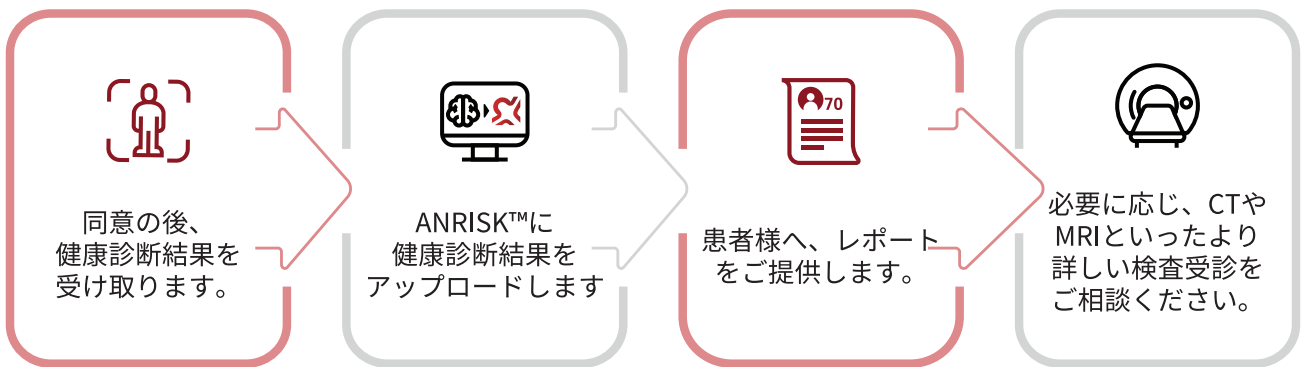 同意の後、
健康診断結果を
受け取ります。
ANRISK™に
健康診断結果を
アップロードします
70
患者様へ、レポート
をご提供します。
必要に応じ、CTや
MRIといったより
詳しい検査受診を
ご相談ください。